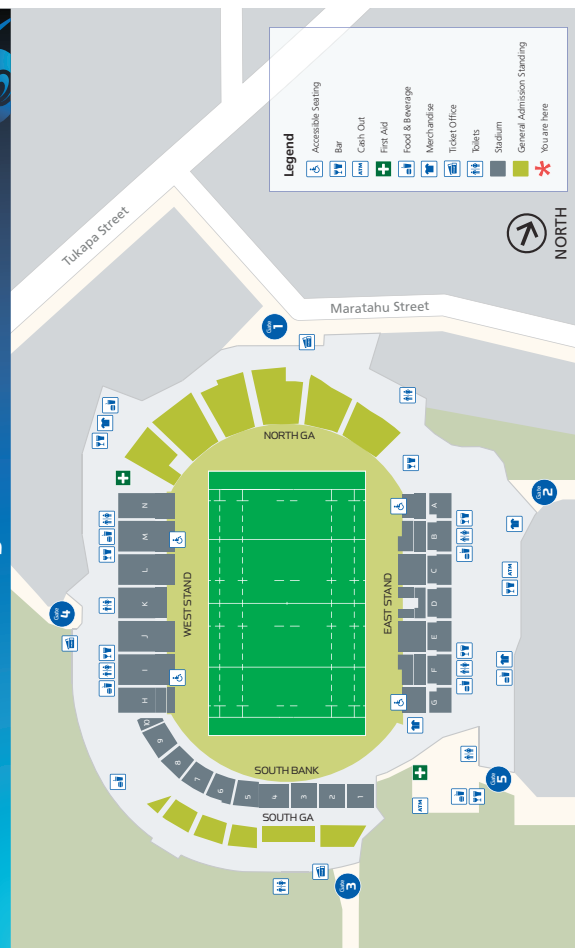 Legend
Accessible Seating
Bar
ATM Cash Out
First Aid
Food & Beverage
Merchandise
Ticket Office
Toilets
Stadium
General Admission Standing
You are here
NORTH
Tukapa Street
Maratahu Street
Gate 1
NORTH GA
Gate 2
Gate 4
WEST STAND
N
M
L
K
J
I
H
EAST STAND
A
B
C
D
E
F
G
ATM
10
9
8
7
6
5
4
3
2
1
SOUTH BANK
SOUTH GA
ATM
Gate 5
Gate 3